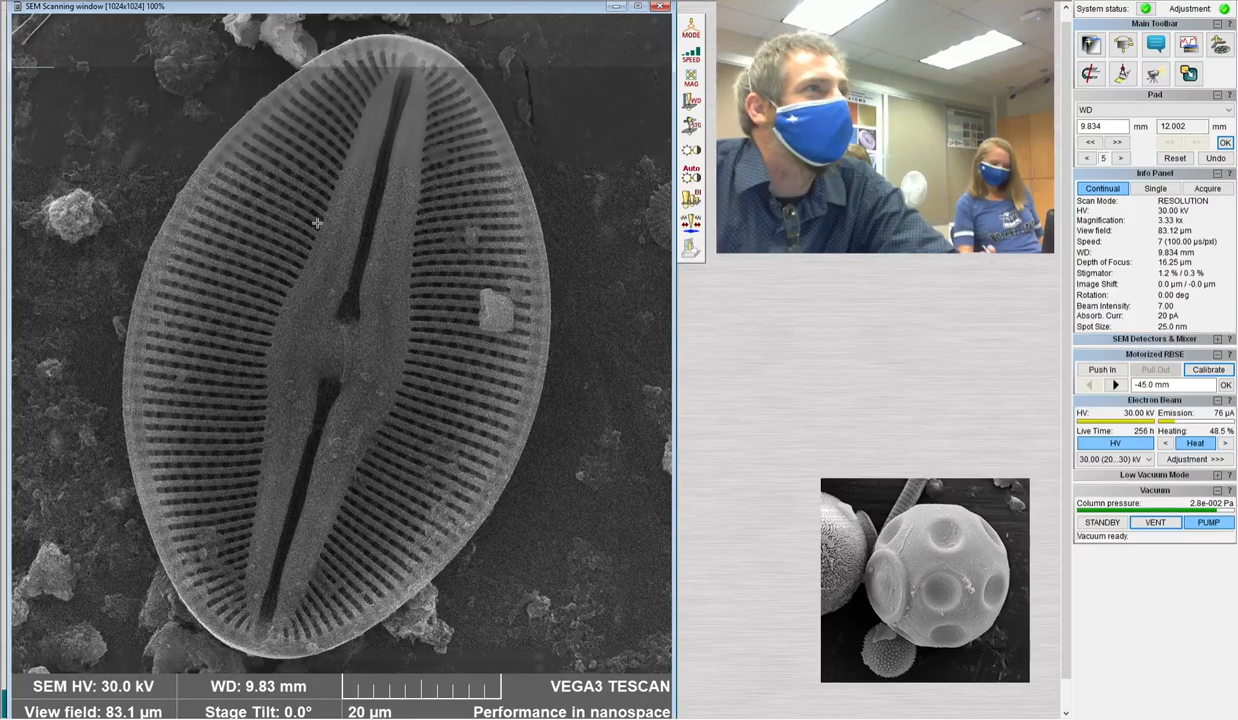 SEM Scanning window [1024x1024] 100%
SEM HV: 30.0 kV
WD: 9.83 mm
VEGA3 TESCAN
View field: 83.1 µm
Stage Tilt: 0.0°
20 µm
Performance in nanospace
MODE
SPEED
MAG
WD
STG
Auto
BI
System status:
Adjustment:
Main Toolbar
Pad
WD
9.834 mm
12.002 mm
<< >>
<< >>
OK
< 5 >
Reset
Undo
Info Panel
Continual
Single
Acquire
Scan Mode: RESOLUTION
HV: 30.00 kV
Magnification: 3.33 kx
View field: 83.12 µm
Speed: 7 (100.00 µs/pxl)
WD: 9.834 mm
Depth of Focus: 16.25 µm
Stigmator: 1.2 % / 0.3 %
Image Shift: 0.0 µm / -0.0 µm
Rotation: 0.00 deg
Beam Intensity: 7.00
Absorb. Curr: 20 pA
Spot Size: 25.0 nm
SEM Detectors & Mixer
Motorized RBSE
Push In
Pull Out
Calibrate
-45.0 mm
OK
Electron Beam
HV: 30.00 kV
Emission: 76 µA
Live Time: 256 h
Heating: 48.5 %
HV
<
Heat
>
30.00 (20...30) kV
Adjustment >>>
Low Vacuum Mode
Vacuum
Column pressure: 2.8e-002 Pa
STANDBY
VENT
PUMP
Vacuum ready.